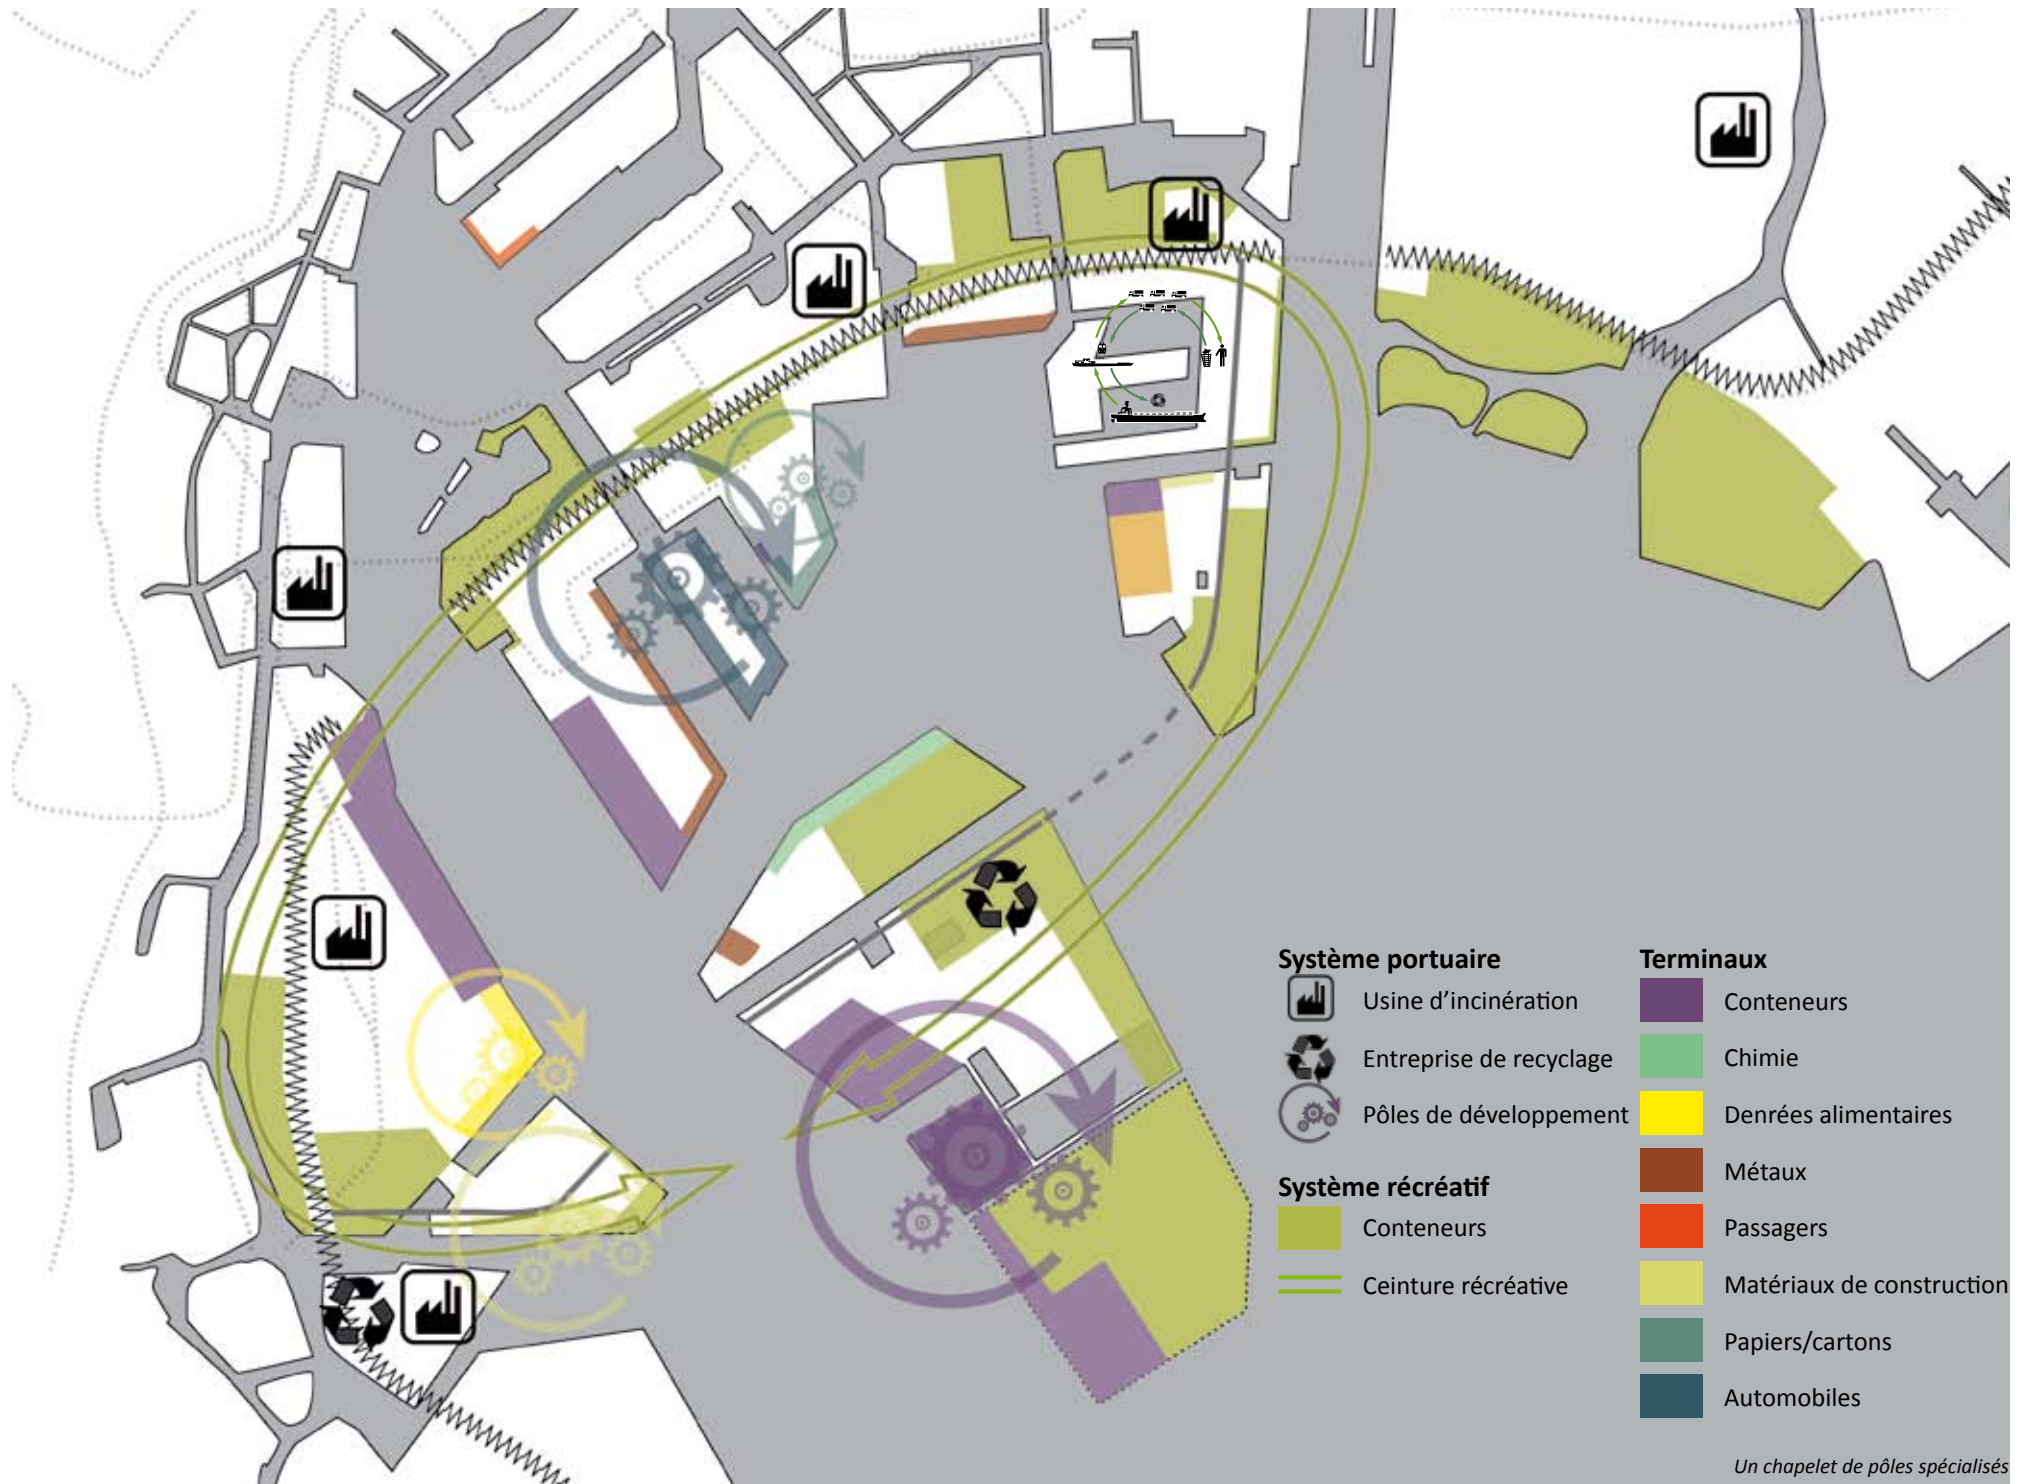 Système portuaire
Usine d'incinération
Entreprise de recyclage
Pôles de développement
Système récréatif
Conteneurs
Ceinture récréative
Terminaux
Conteneurs
Chimie
Denrées alimentaires
Métaux
Passagers
Matériaux de construction
Papiers/cartons
Automobiles
Un chapelet de pôles spécialisés